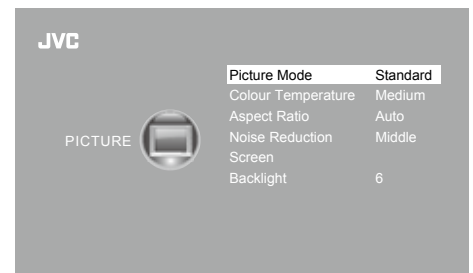 JVC
PICTURE
Picture Mode Standard
Colour Temperature Medium
Aspect Ratio Auto
Noise Reduction Middle
Screen
Backlight 6